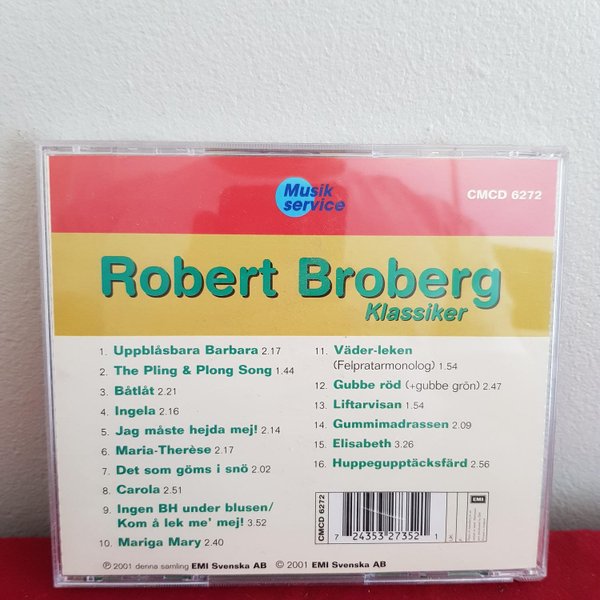 Musik
service
CMCD 6272
Robert Broberg
Klassiker
1. Uppblåsbara Barbara 2.17
2. The Pling & Plong Song 1.44
3. Båtlåt 2.21
4. Ingela 2.16
5. Jag måste hejda mej! 2.14
6. Maria-Therèse 2.17
7. Det som göms i snö 2.02
8. Carola 2.51
9. Ingen BH under blusen/
Kom å lek me' mej! 3.52
10. Mariga Mary 2.40
11. Väder-leken
(Felpratarmonolog) 1.54
12. Gubbe röd (+gubbe grön) 2.47
13. Liftarvisan 1.54
14. Gummimadrassen 2.09
15. Elisabeth 3.26
16. Huppegupptäcksfärd 2.56
CMCD 6272
7 24353 27352 1
EMI
℗ 2001 denna samling EMI Svenska AB © 2001 EMI Svenska AB